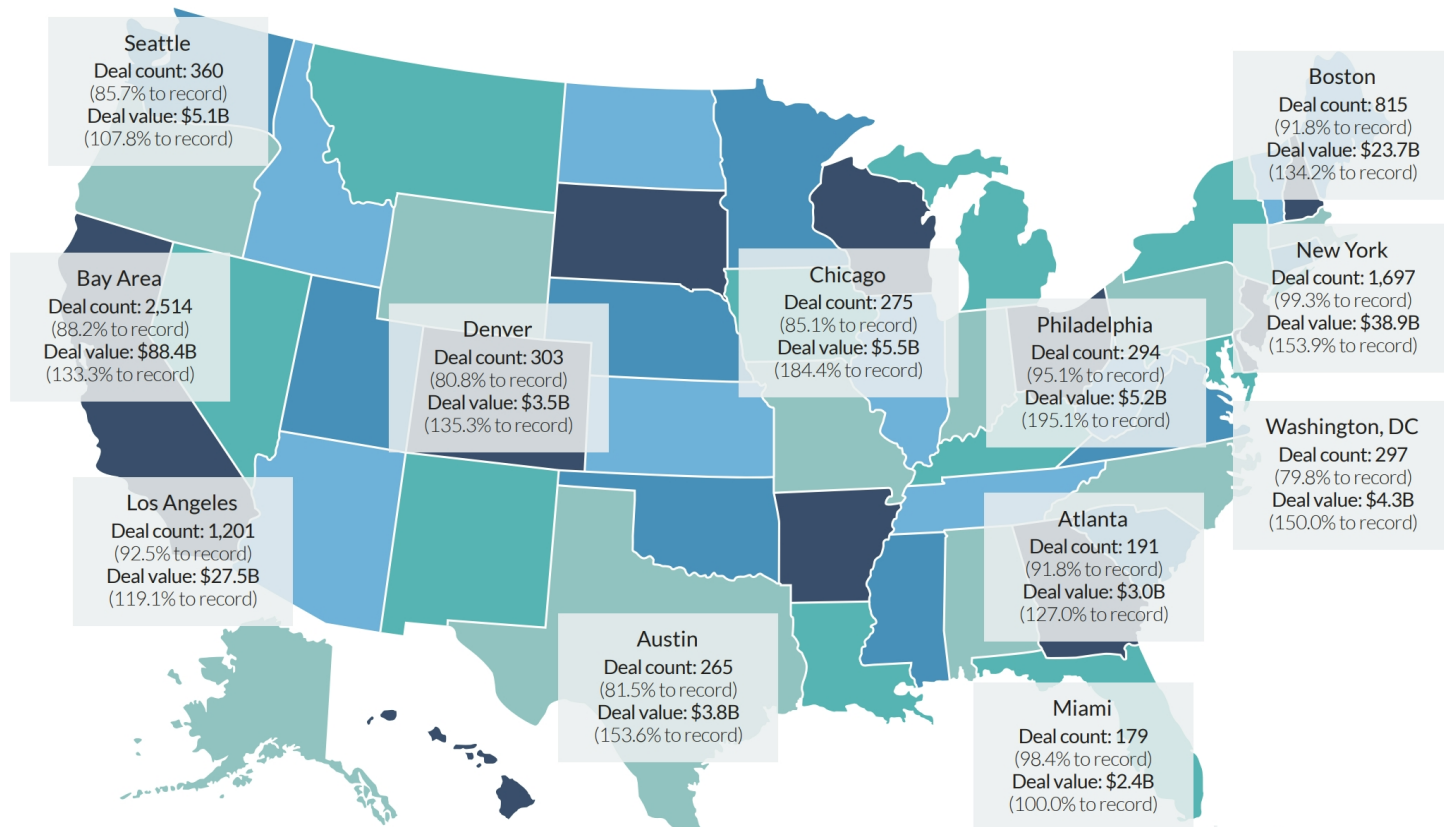 Seattle
Deal count: 360
(85.7% to record)
Deal value: $5.1B
(107.8% to record)
Boston
Deal count: 815
(91.8% to record)
Deal value: $23.7B
(134.2% to record)
Bay Area
Deal count: 2,514
(88.2% to record)
Deal value: $88.4B
(133.3% to record)
Denver
Deal count: 303
(80.8% to record)
Deal value: $3.5B
(135.3% to record)
Chicago
Deal count: 275
(85.1% to record)
Deal value: $5.5B
(184.4% to record)
Philadelphia
Deal count: 294
(95.1% to record)
Deal value: $5.2B
(195.1% to record)
New York
Deal count: 1,697
(99.3% to record)
Deal value: $38.9B
(153.9% to record)
Washington, DC
Deal count: 297
(79.8% to record)
Deal value: $4.3B
(150.0% to record)
Los Angeles
Deal count: 1,201
(92.5% to record)
Deal value: $27.5B
(119.1% to record)
Atlanta
Deal count: 191
(91.8% to record)
Deal value: $3.0B
(127.0% to record)
Austin
Deal count: 265
(81.5% to record)
Deal value: $3.8B
(153.6% to record)
Miami
Deal count: 179
(98.4% to record)
Deal value: $2.4B
(100.0% to record)